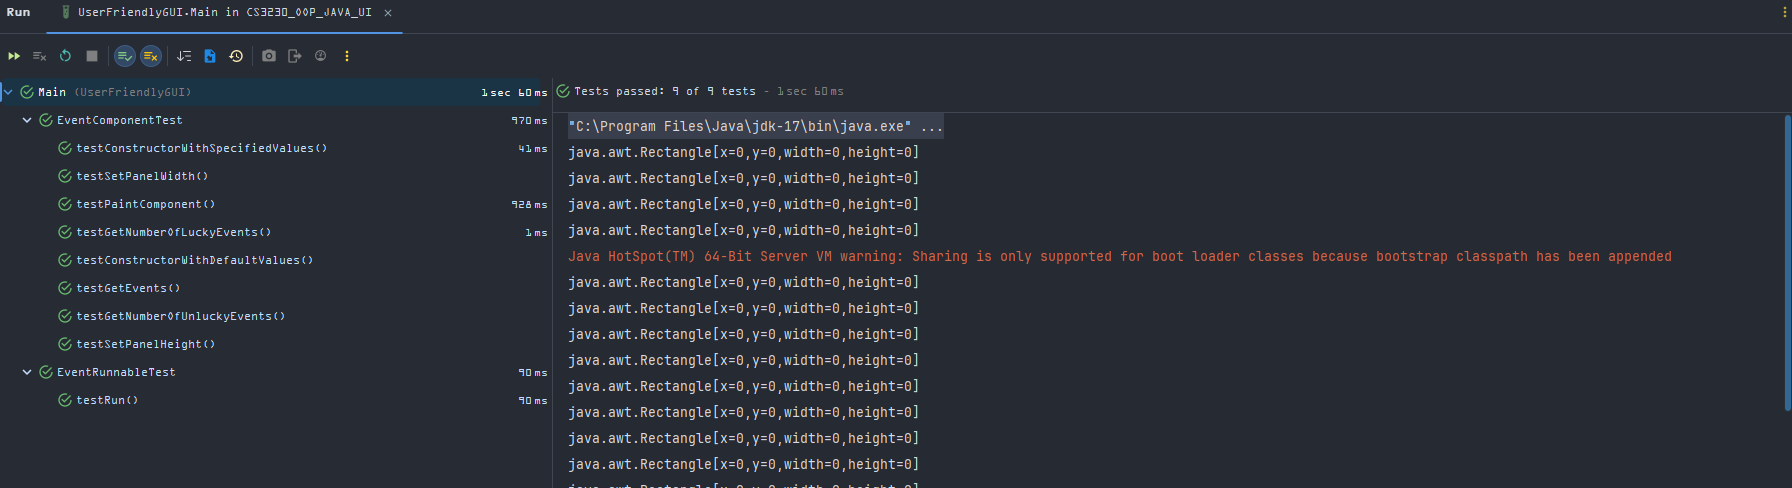 Run UserFriendlyGUI.Main in CS3230_OOP_JAVA_UI
Main (UserFriendlyGUI) 1 sec 60 ms
EventComponentTest 970 ms
testConstructorWithSpecifiedValues() 41 ms
testSetPanelWidth()
testPaintComponent() 928 ms
testGetNumberOfLuckyEvents() 1 ms
testConstructorWithDefaultValues()
testGetEvents()
testGetNumberOfUnluckyEvents()
testSetPanelHeight()
EventRunnableTest 90 ms
testRun() 90 ms
Tests passed: 9 of 9 tests - 1 sec 60 ms
"C:\Program Files\Java\jdk-17\bin\java.exe" ...
java.awt.Rectangle[x=0,y=0,width=0,height=0]
java.awt.Rectangle[x=0,y=0,width=0,height=0]
java.awt.Rectangle[x=0,y=0,width=0,height=0]
java.awt.Rectangle[x=0,y=0,width=0,height=0]
Java HotSpot(TM) 64-Bit Server VM warning: Sharing is only supported for boot loader classes because bootstrap classpath has been appended
java.awt.Rectangle[x=0,y=0,width=0,height=0]
java.awt.Rectangle[x=0,y=0,width=0,height=0]
java.awt.Rectangle[x=0,y=0,width=0,height=0]
java.awt.Rectangle[x=0,y=0,width=0,height=0]
java.awt.Rectangle[x=0,y=0,width=0,height=0]
java.awt.Rectangle[x=0,y=0,width=0,height=0]
java.awt.Rectangle[x=0,y=0,width=0,height=0]
java.awt.Rectangle[x=0,y=0,width=0,height=0]